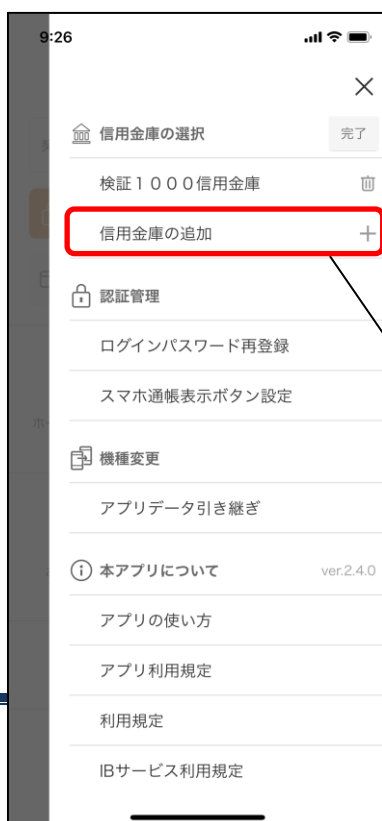 9:26
信用金庫の選択
完了
検証１０００信用金庫
信用金庫の追加
認証管理
ログインパスワード再登録
スマホ通帳表示ボタン設定
機種変更
アプリデータ引き継ぎ
本アプリについて
ver.2.4.0
アプリの使い方
アプリ利用規定
利用規定
IBサービス利用規定